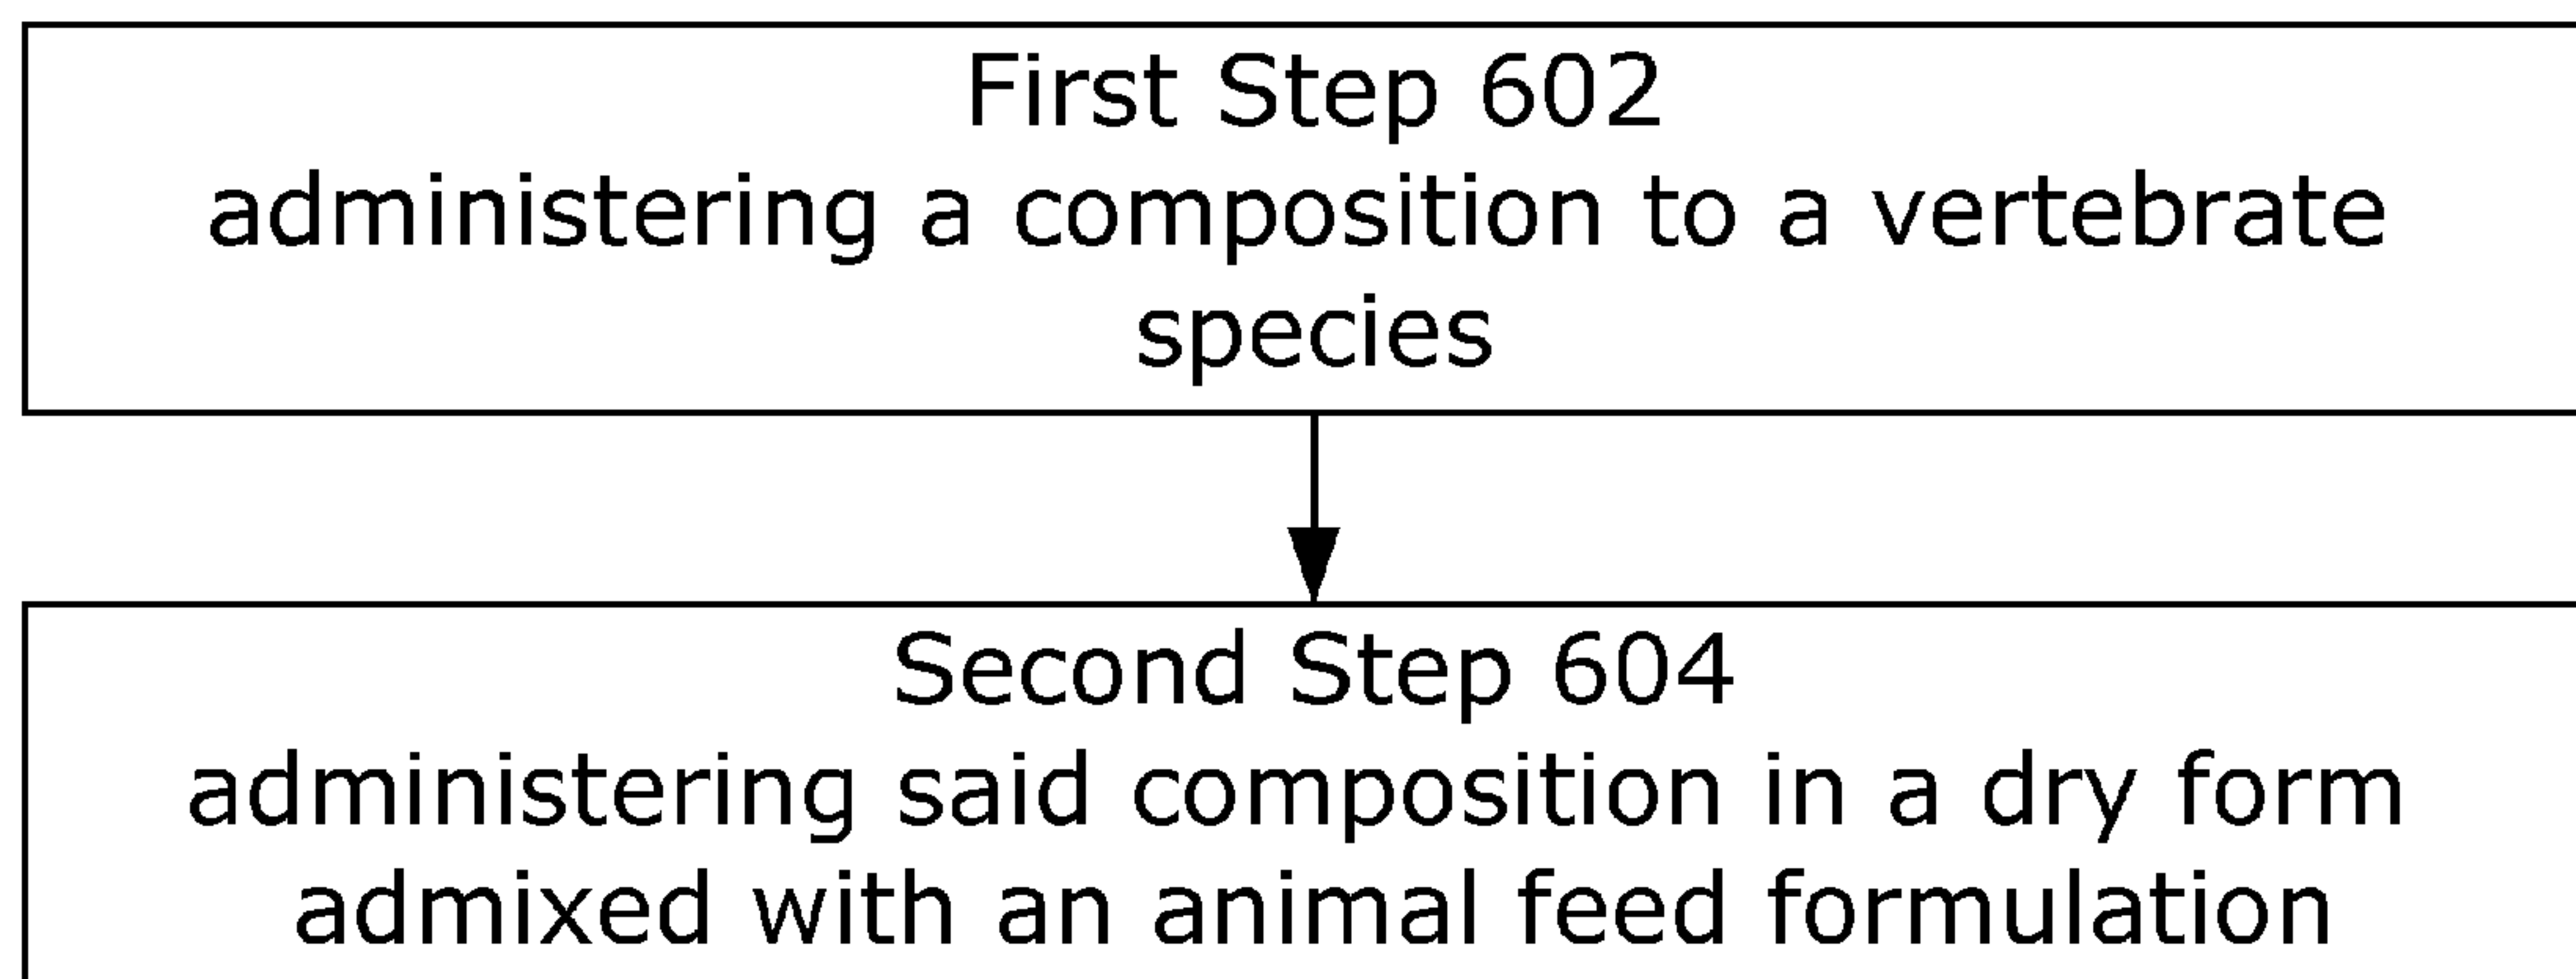 First Step 602
administering a composition to a vertebrate
species
Second Step 604
administering said composition in a dry form
admixed with an animal feed formulation